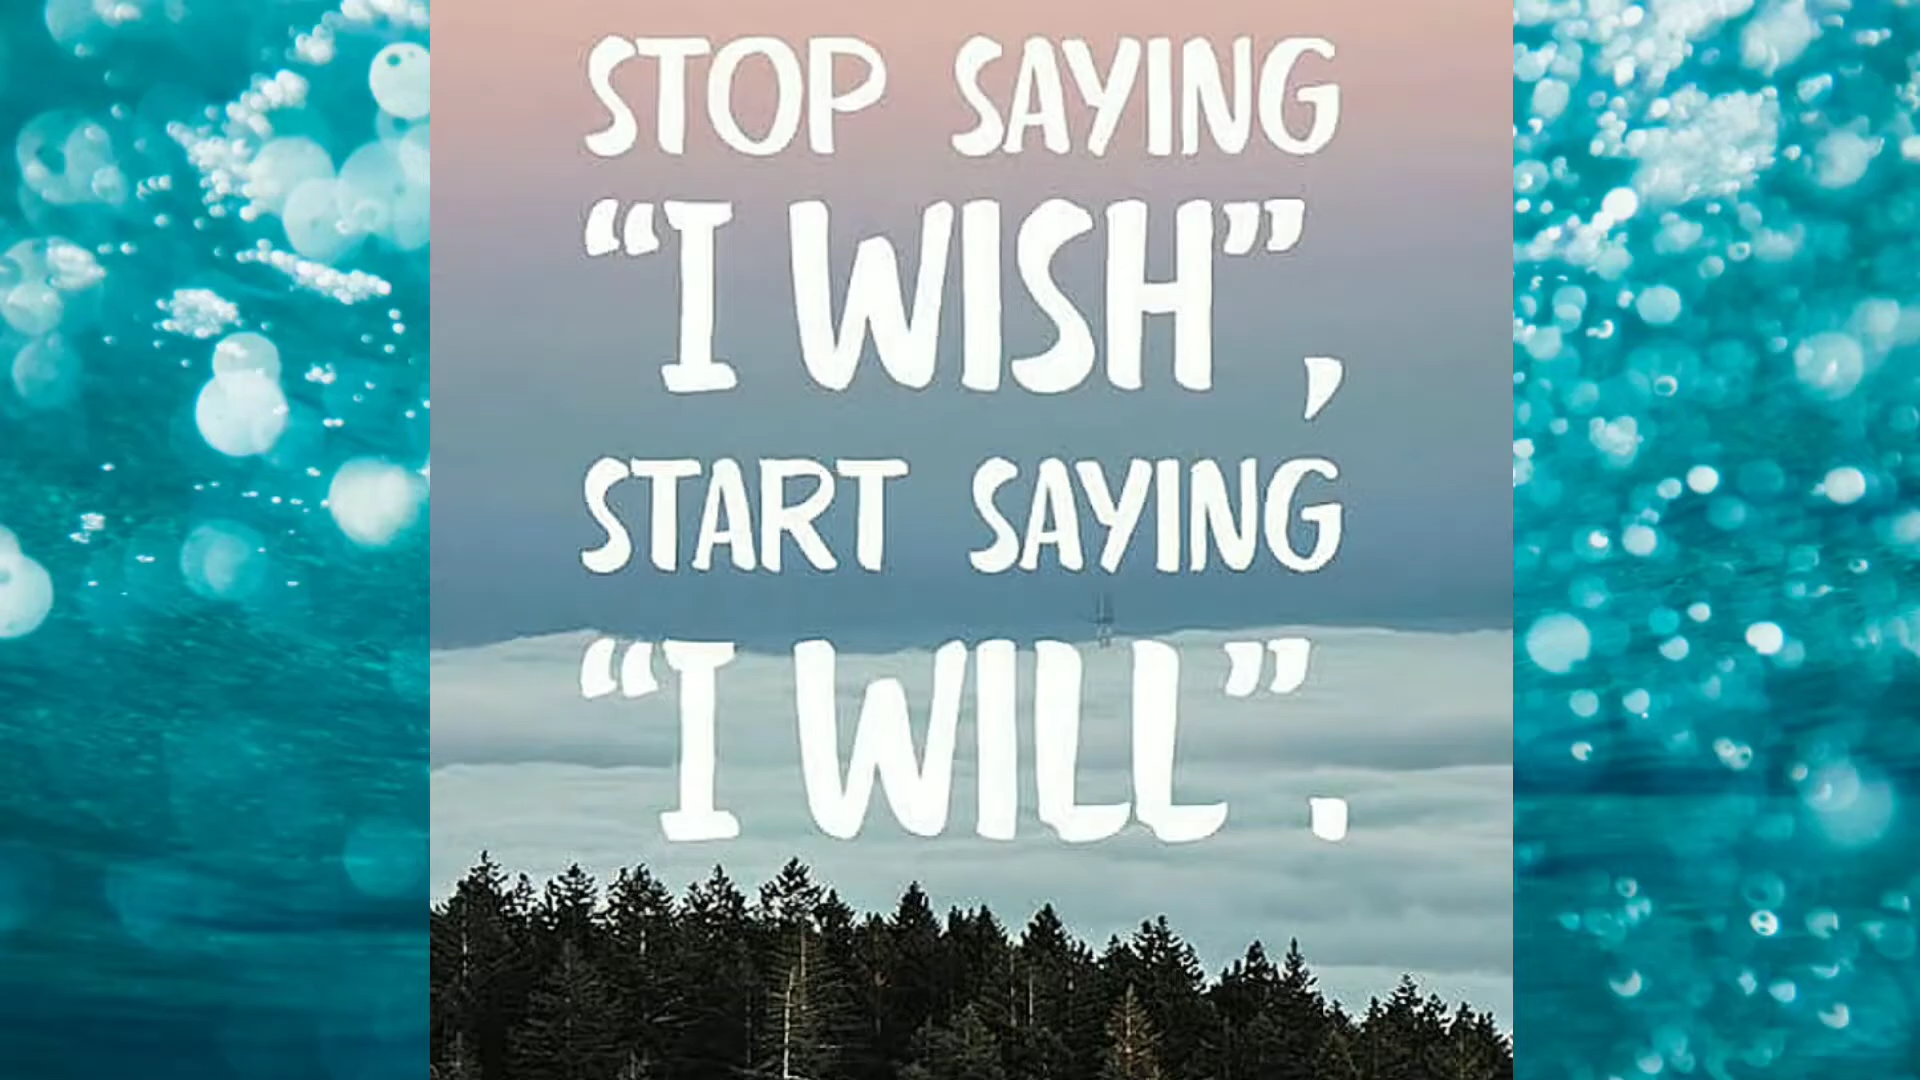 STOP SAYING
“I WISH”,
START SAYING
“I WILL”.